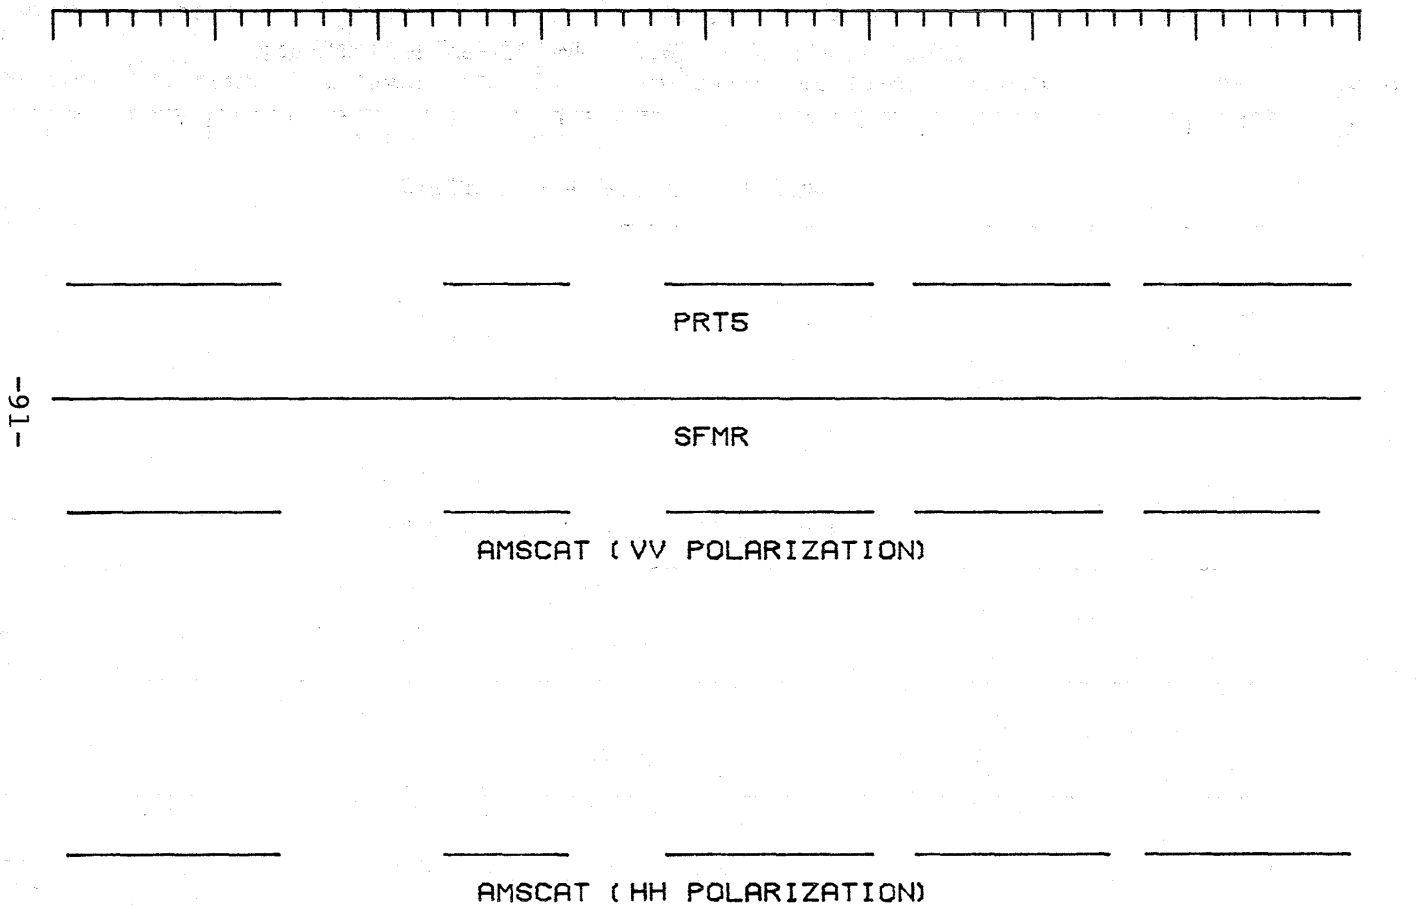 PRT5
-91-
SFMR
AMSCAT (VV POLARIZATION)
AMSCAT (HH POLARIZATION)